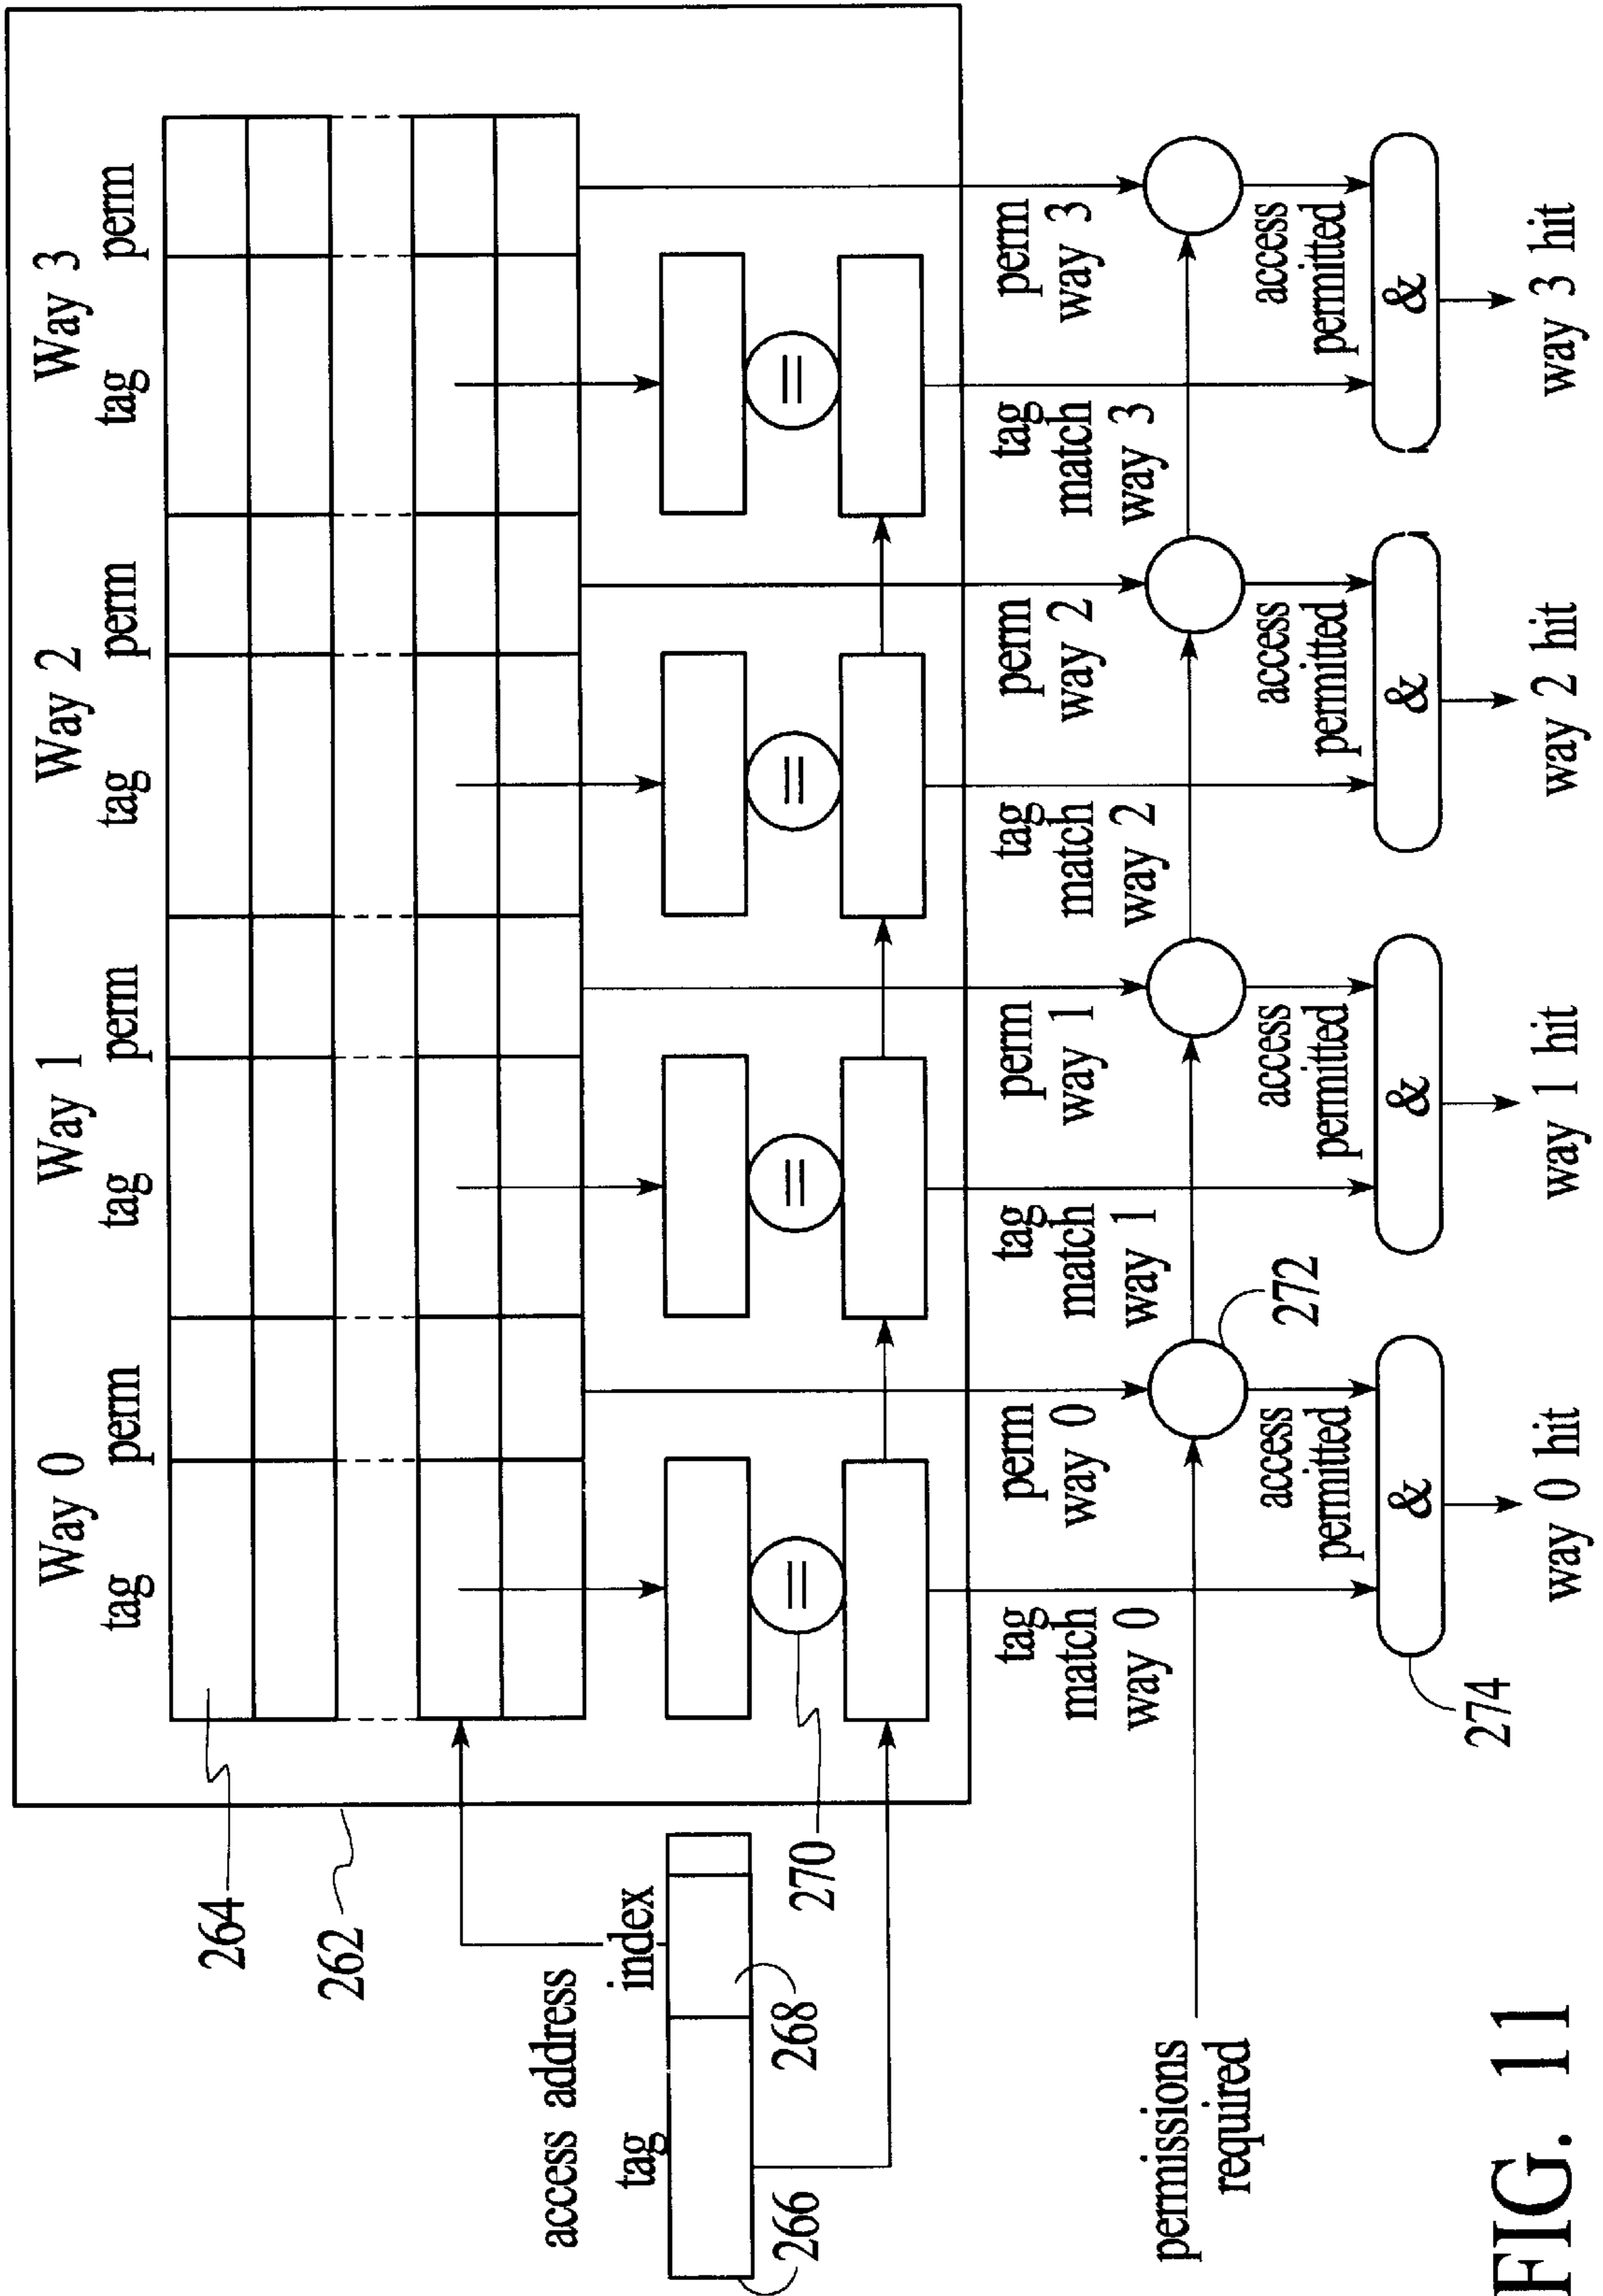 Way 0
Way 1
Way 2
Way 3
tag
perm
tag
perm
tag
perm
tag
perm
264
262
access address
tag
index
266
268
270
=
=
=
=
tag
match
way 0
perm
way 0
tag
match
way 1
perm
way 1
tag
match
way 2
perm
way 2
tag
match
way 3
perm
way 3
permissions
required
272
access
permitted
access
permitted
access
permitted
access
permitted
&
&
&
&
274
way 0 hit
way 1 hit
way 2 hit
way 3 hit
FIG. 11